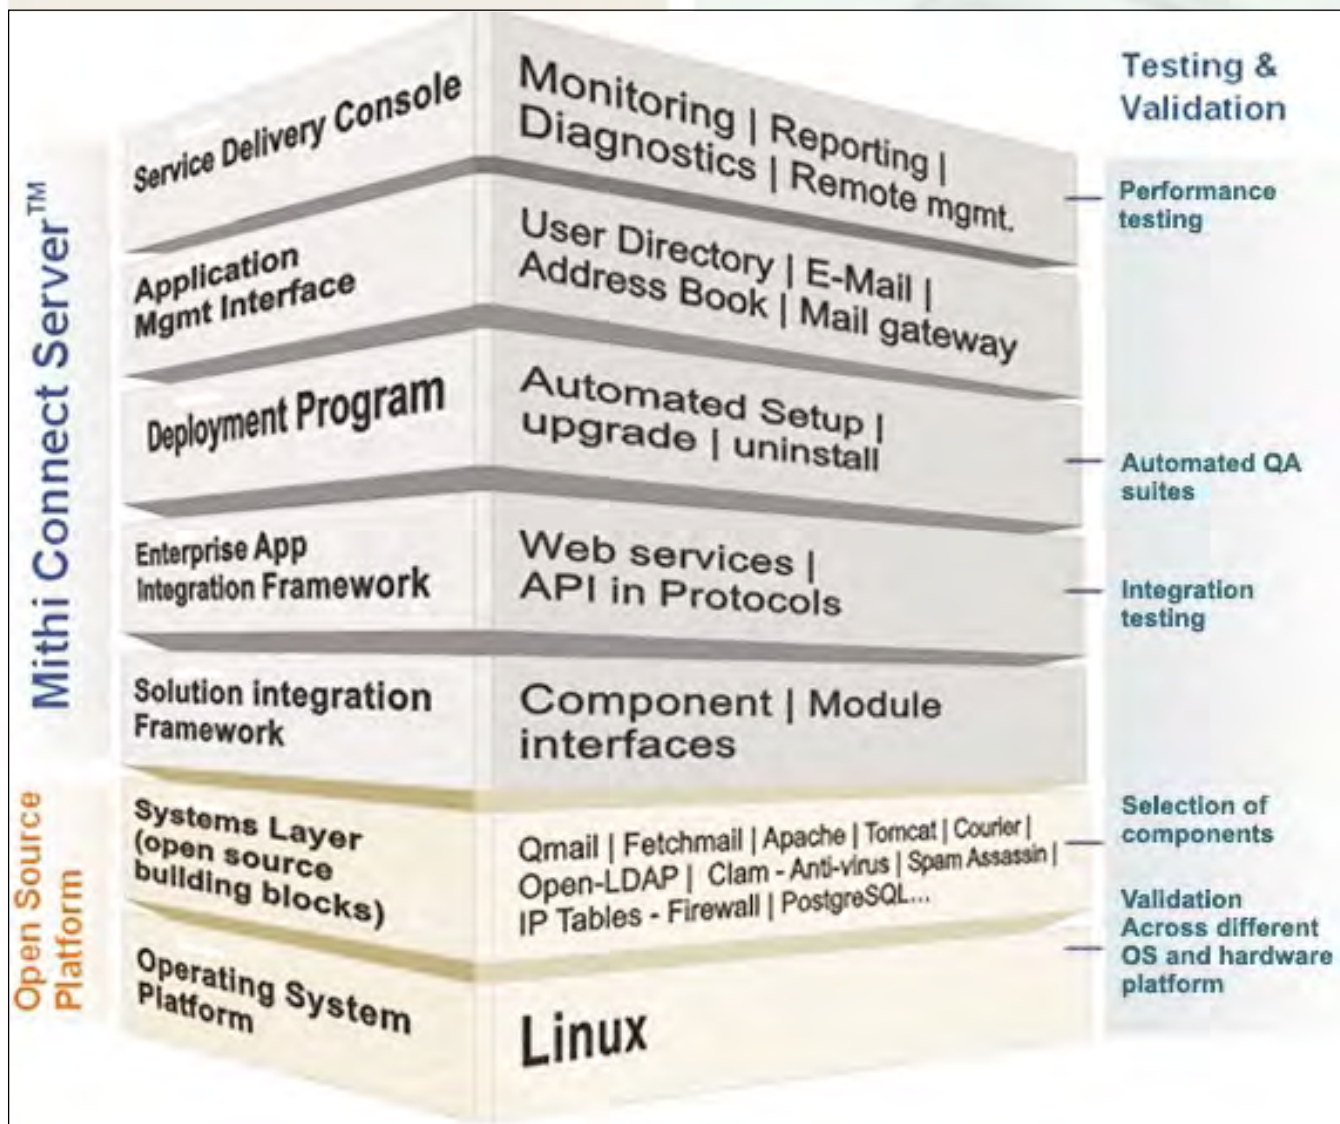 Mithi Connect Server™
Open Source
Platform
Service Delivery Console
Monitoring | Reporting |
Diagnostics | Remote mgmt.
Application
Mgmt Interface
User Directory | E-Mail |
Address Book | Mail gateway
Deployment Program
Automated Setup |
upgrade | uninstall
Enterprise App
Integration Framework
Web services |
API in Protocols
Solution integration
Framework
Component | Module
interfaces
Systems Layer
(open source
building blocks)
Qmail | Fetchmail | Apache | Tomcat | Courier |
Open-LDAP | Clam - Anti-virus | Spam Assassin |
IP Tables - Firewall | PostgreSQL...
Operating System
Platform
Linux
Testing &
Validation
Performance
testing
Automated QA
suites
Integration
testing
Selection of
components
Validation
Across different
OS and hardware
platform